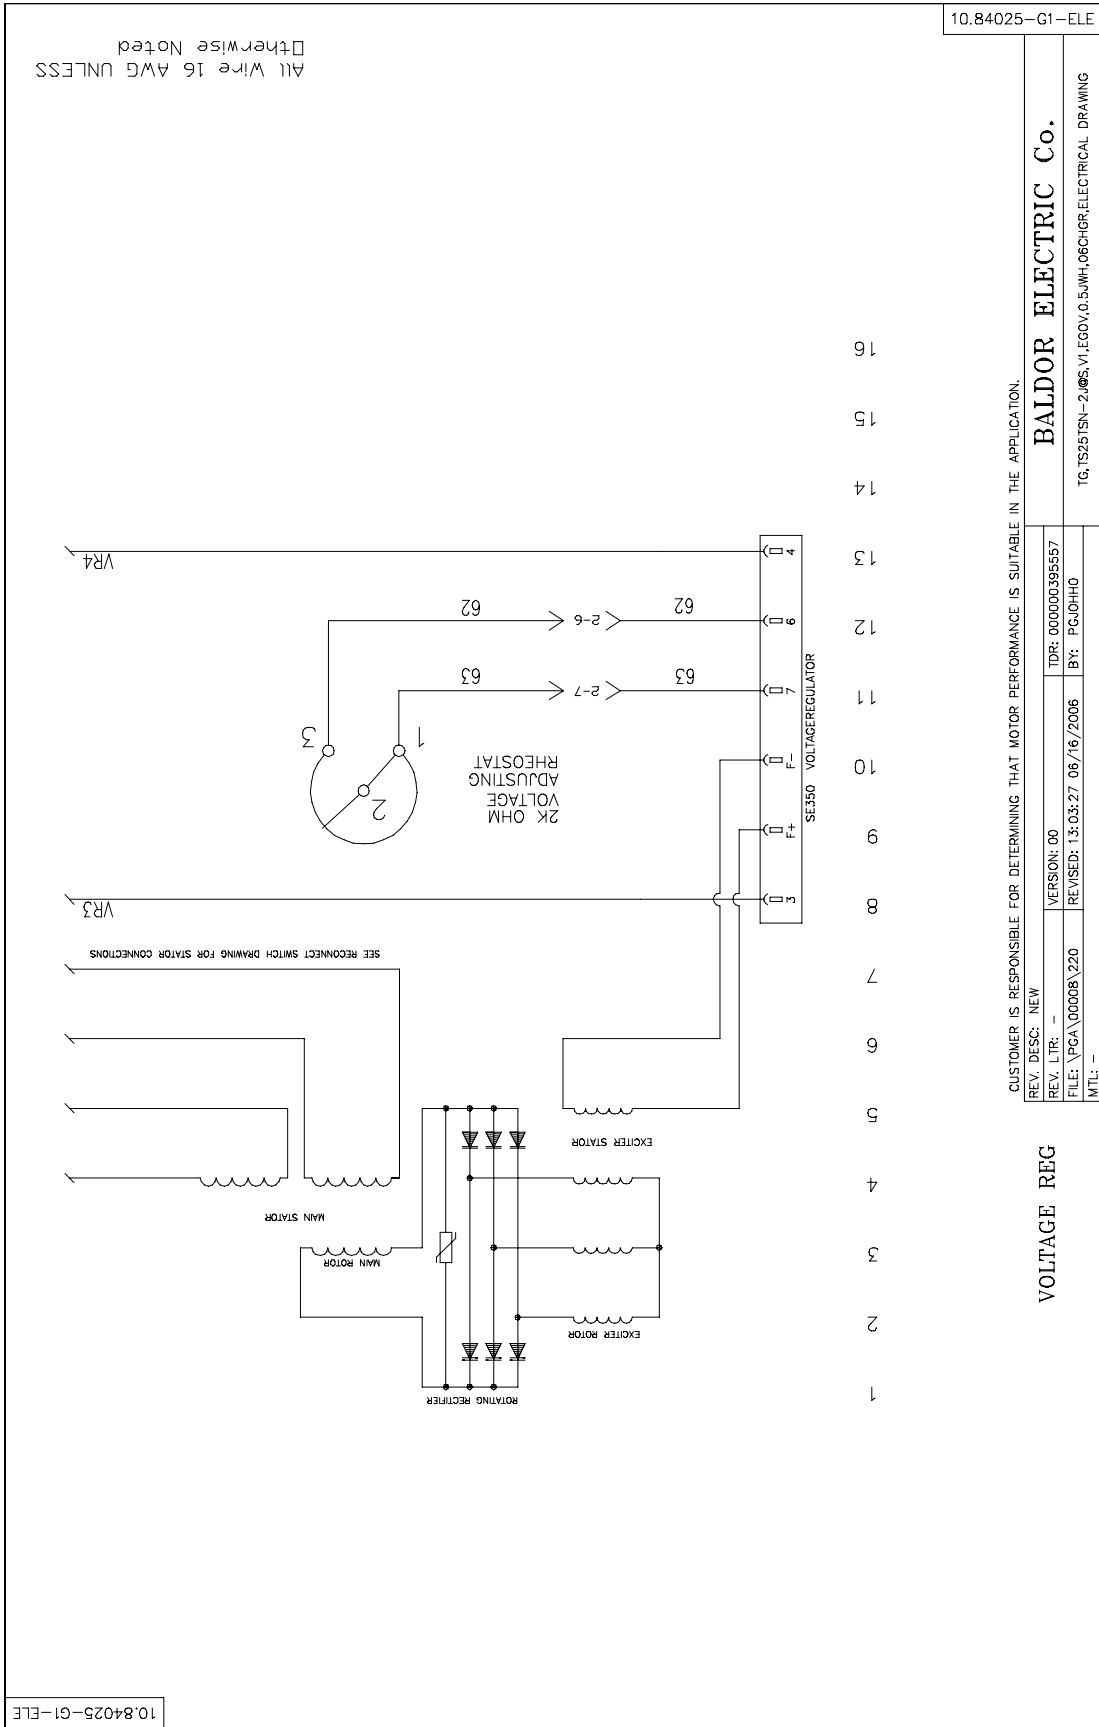 10.84025-G1-ELE
All Wire 16 AWG UNLESS
Otherwise Noted
16
15
14
13
12
11
10
9
8
7
6
5
4
3
2
1
VR4
62
2-6
62
63
2-7
63
3
1
2
2K OHM
VOLTAGE
ADJUSTING
RHEOSTAT
VR3
4
6
7
F-
F+
3
SE350 VOLTAGEREGULATOR
SEE RECONNECT SWITCH DRAWING FOR STATOR CONNECTIONS
EXCITER STATOR
MAIN STATOR
MAIN ROTOR
EXCITER ROTOR
ROTATING RECTIFIER
CUSTOMER IS RESPONSIBLE FOR DETERMINING THAT MOTOR PERFORMANCE IS SUITABLE IN THE APPLICATION.
REV. DESC: NEW
REV. LTR: -
VERSION: 00
TDR: 000000395557
FILE: \PGA\00008\220
REVISED: 13:03:27 06/16/2006
BY: PGJOHHO
MTL: -
BALDOR ELECTRIC Co.
TG,TS25TSN-2J@S,V1,EGOV,0.5JWH,06CHGR,ELECTRICAL DRAWING
VOLTAGE REG
10.84025-G1-ELE